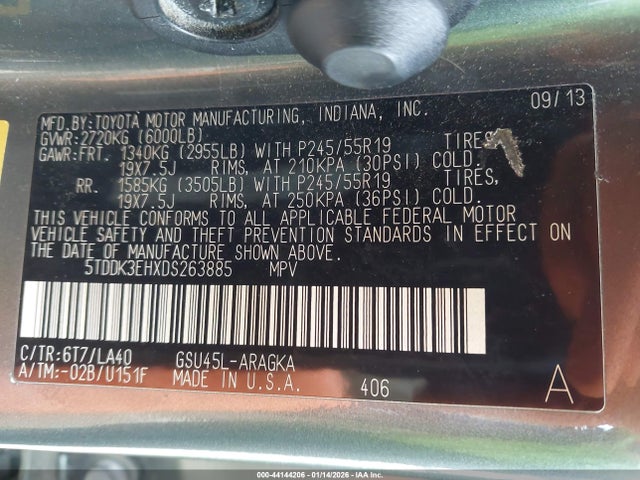 MFD.BY:TOYOTA MOTOR MANUFACTURING, INDIANA, INC. 09/13
GVWR:2720KG (6000LB)
GAWR:FRT. 1340KG (2955LB) WITH P245/55R19 TIRES,
19X7.5J RIMS, AT 210KPA (30PSI) COLD.
RR. 1585KG (3505LB) WITH P245/55R19 TIRES,
19X7.5J RIMS, AT 250KPA (36PSI) COLD.
THIS VEHICLE CONFORMS TO ALL APPLICABLE FEDERAL MOTOR
VEHICLE SAFETY AND THEFT PREVENTION STANDARDS IN EFFECT ON
THE DATE OF MANUFACTURE SHOWN ABOVE.
5TDDK3EHXDS263885 MPV
C/TR:6T7/LA40 GSU45L-ARAGKA
A/TM:-02B/U151F MADE IN U.S.A. 406 A
000-44144206 - 01/14/2026 - IAA Inc.